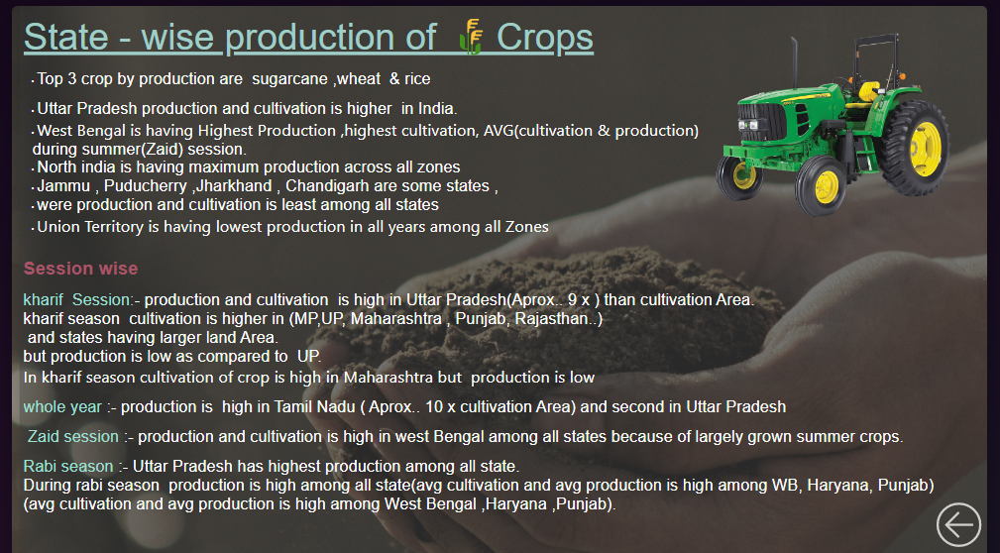 State - wise production of Crops
· Top 3 crop by production are sugarcane ,wheat & rice
· Uttar Pradesh production and cultivation is higher in India.
· West Bengal is having Highest Production ,highest cultivation, AVG(cultivation & production)
during summer(Zaid) session.
· North india is having maximum production across all zones
· Jammu , Puducherry ,Jharkhand , Chandigarh are some states ,
· were production and cultivation is least among all states
· Union Territory is having lowest production in all years among all Zones
Session wise
kharif Session:- production and cultivation is high in Uttar Pradesh(Aprox.. 9 x ) than cultivation Area.
kharif season cultivation is higher in (MP,UP, Maharashtra , Punjab, Rajasthan..)
and states having larger land Area.
but production is low as compared to UP.
In kharif season cultivation of crop is high in Maharashtra but production is low
whole year :- production is high in Tamil Nadu ( Aprox.. 10 x cultivation Area) and second in Uttar Pradesh
Zaid session :- production and cultivation is high in west Bengal among all states because of largely grown summer crops.
Rabi season :- Uttar Pradesh has highest production among all state.
During rabi season production is high among all state(avg cultivation and avg production is high among WB, Haryana, Punjab)
(avg cultivation and avg production is high among West Bengal ,Haryana ,Punjab).